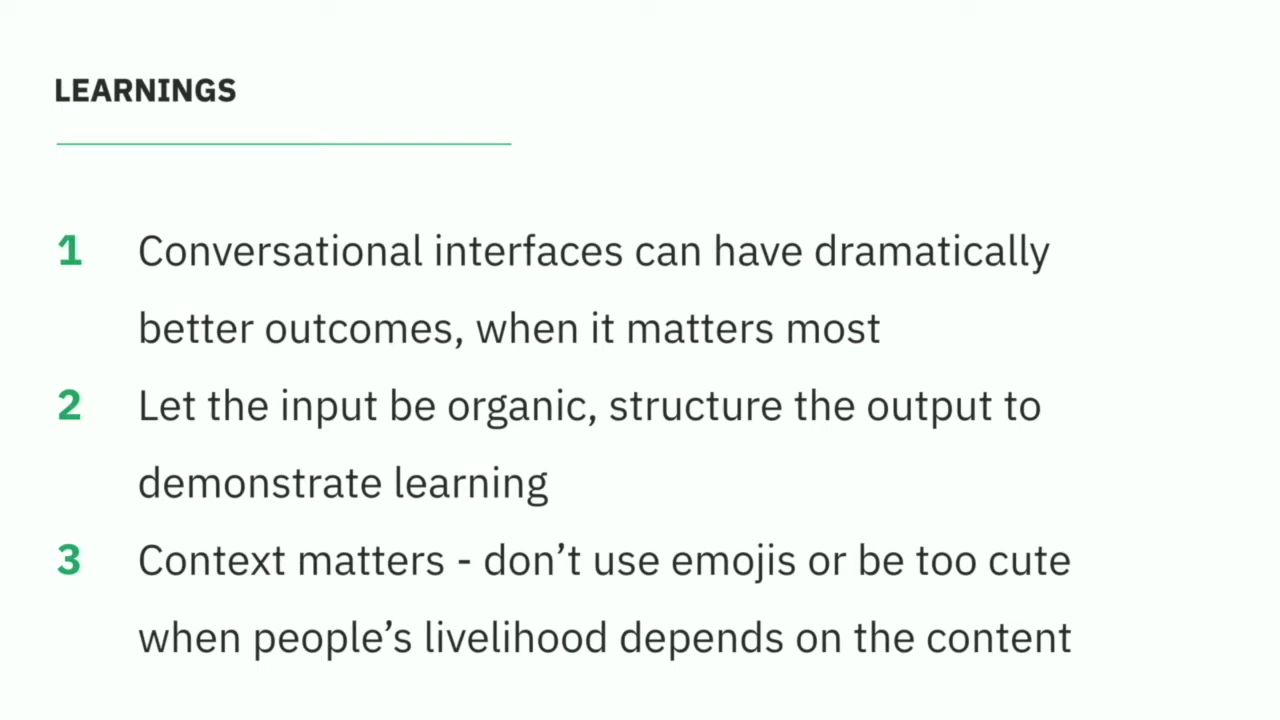 LEARNINGS
1 Conversational interfaces can have dramatically
better outcomes, when it matters most
2 Let the input be organic, structure the output to
demonstrate learning
3 Context matters - don’t use emojis or be too cute
when people’s livelihood depends on the content